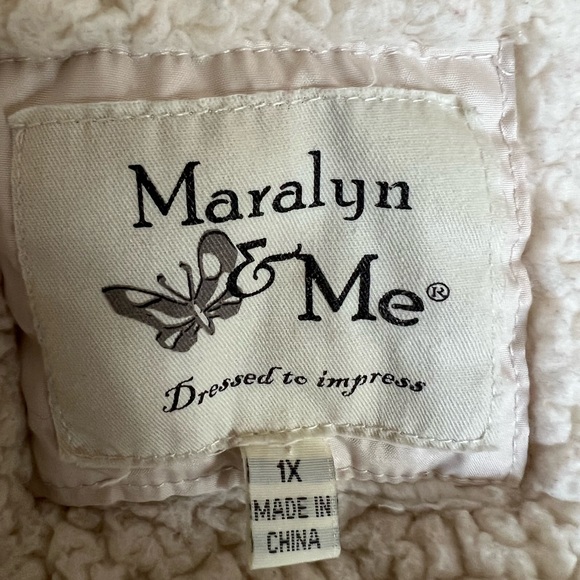 Maralyn
& Me®
Dressed to impress
1X
MADE IN
CHINA